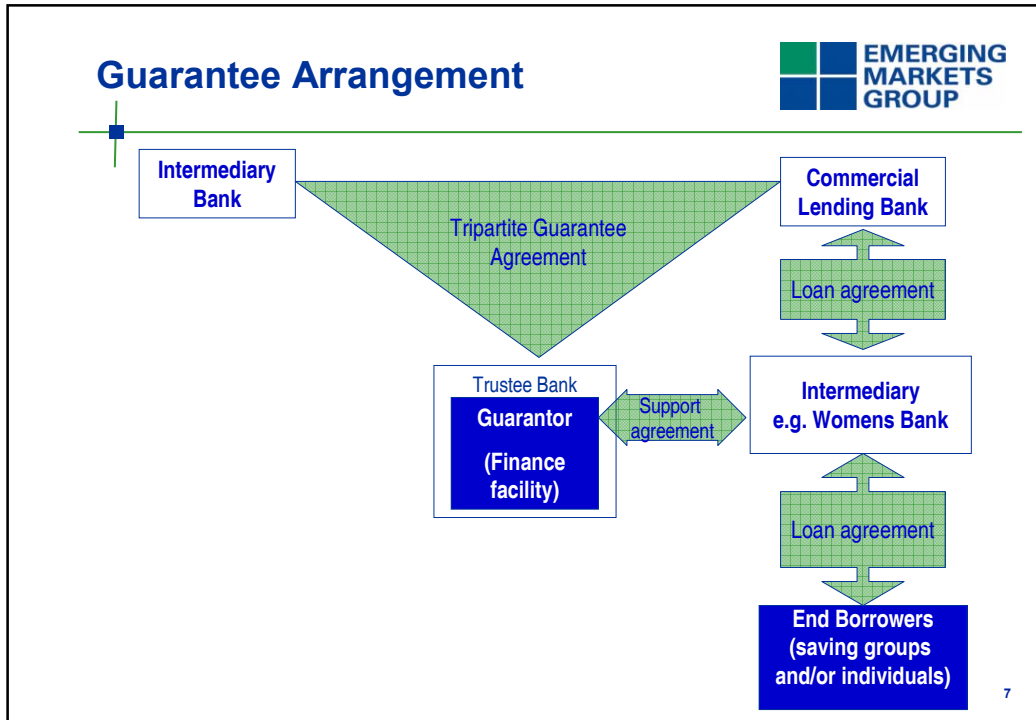 Guarantee Arrangement
EMERGING
MARKETS
GROUP
Intermediary
Bank
Commercial
Lending Bank
Tripartite Guarantee
Agreement
Loan agreement
Trustee Bank
Guarantor
(Finance
facility)
Support
agreement
Intermediary
e.g. Womens Bank
Loan agreement
End Borrowers
(saving groups
and/or individuals)
7